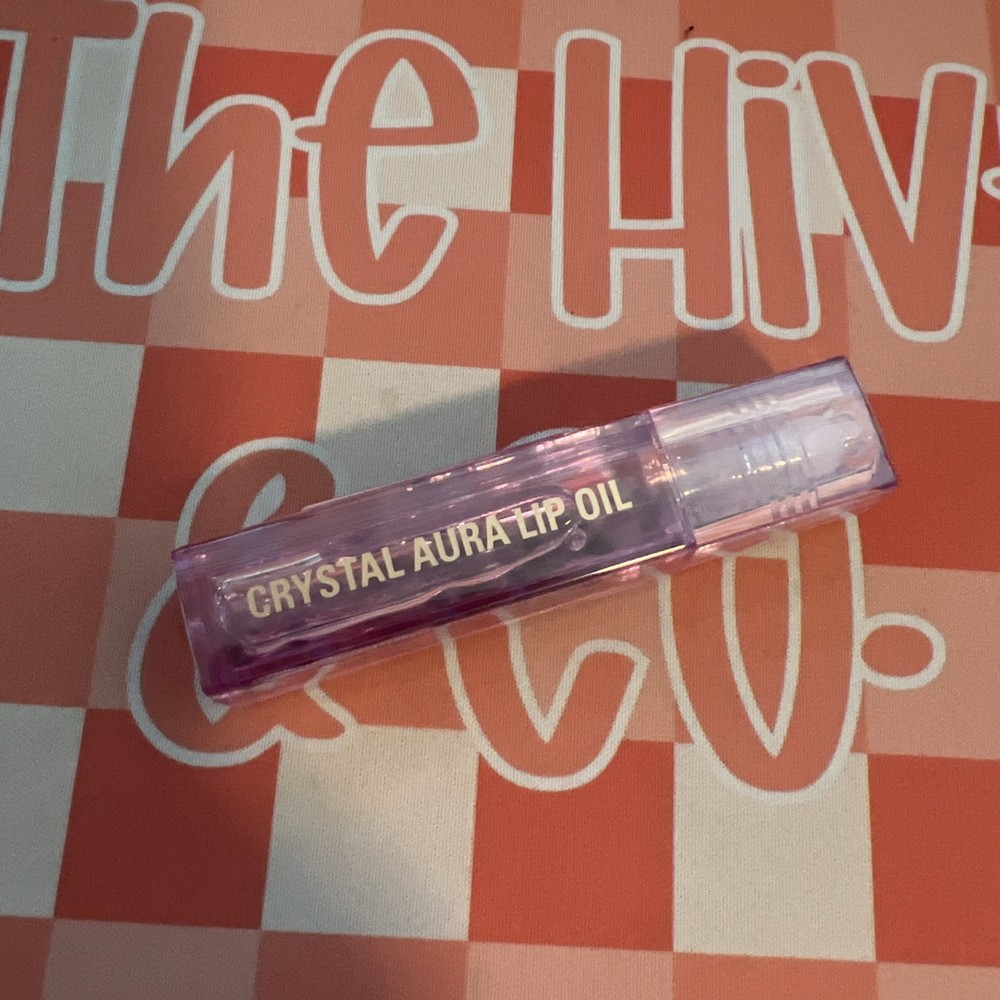 The Hiv
CRYSTAL AURA LIP OIL
& Co.